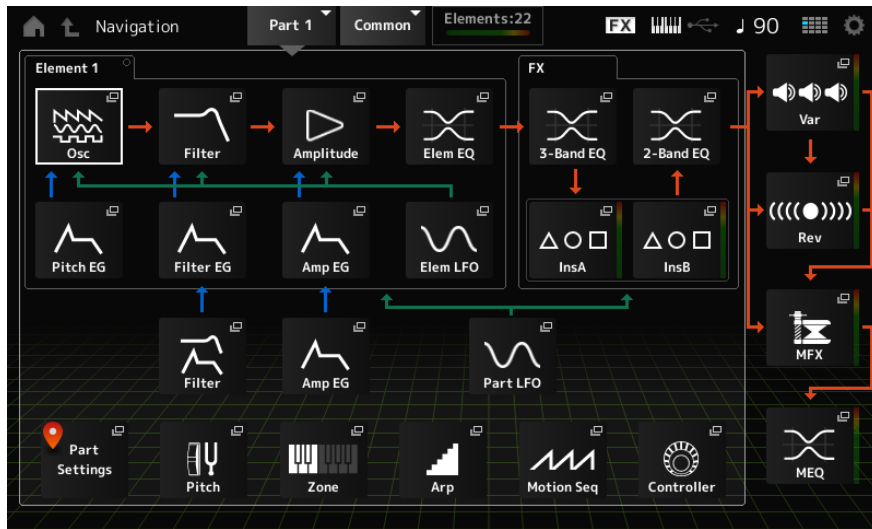 Navigation
Part 1
Common
Elements:22
FX
90
Element 1
FX
Osc
Filter
Amplitude
Elem EQ
3-Band EQ
2-Band EQ
Var
Pitch EG
Filter EG
Amp EG
Elem LFO
InsA
InsB
Rev
Filter
Amp EG
Part LFO
MFX
Part
Settings
Pitch
Zone
Arp
Motion Seq
Controller
MEQ